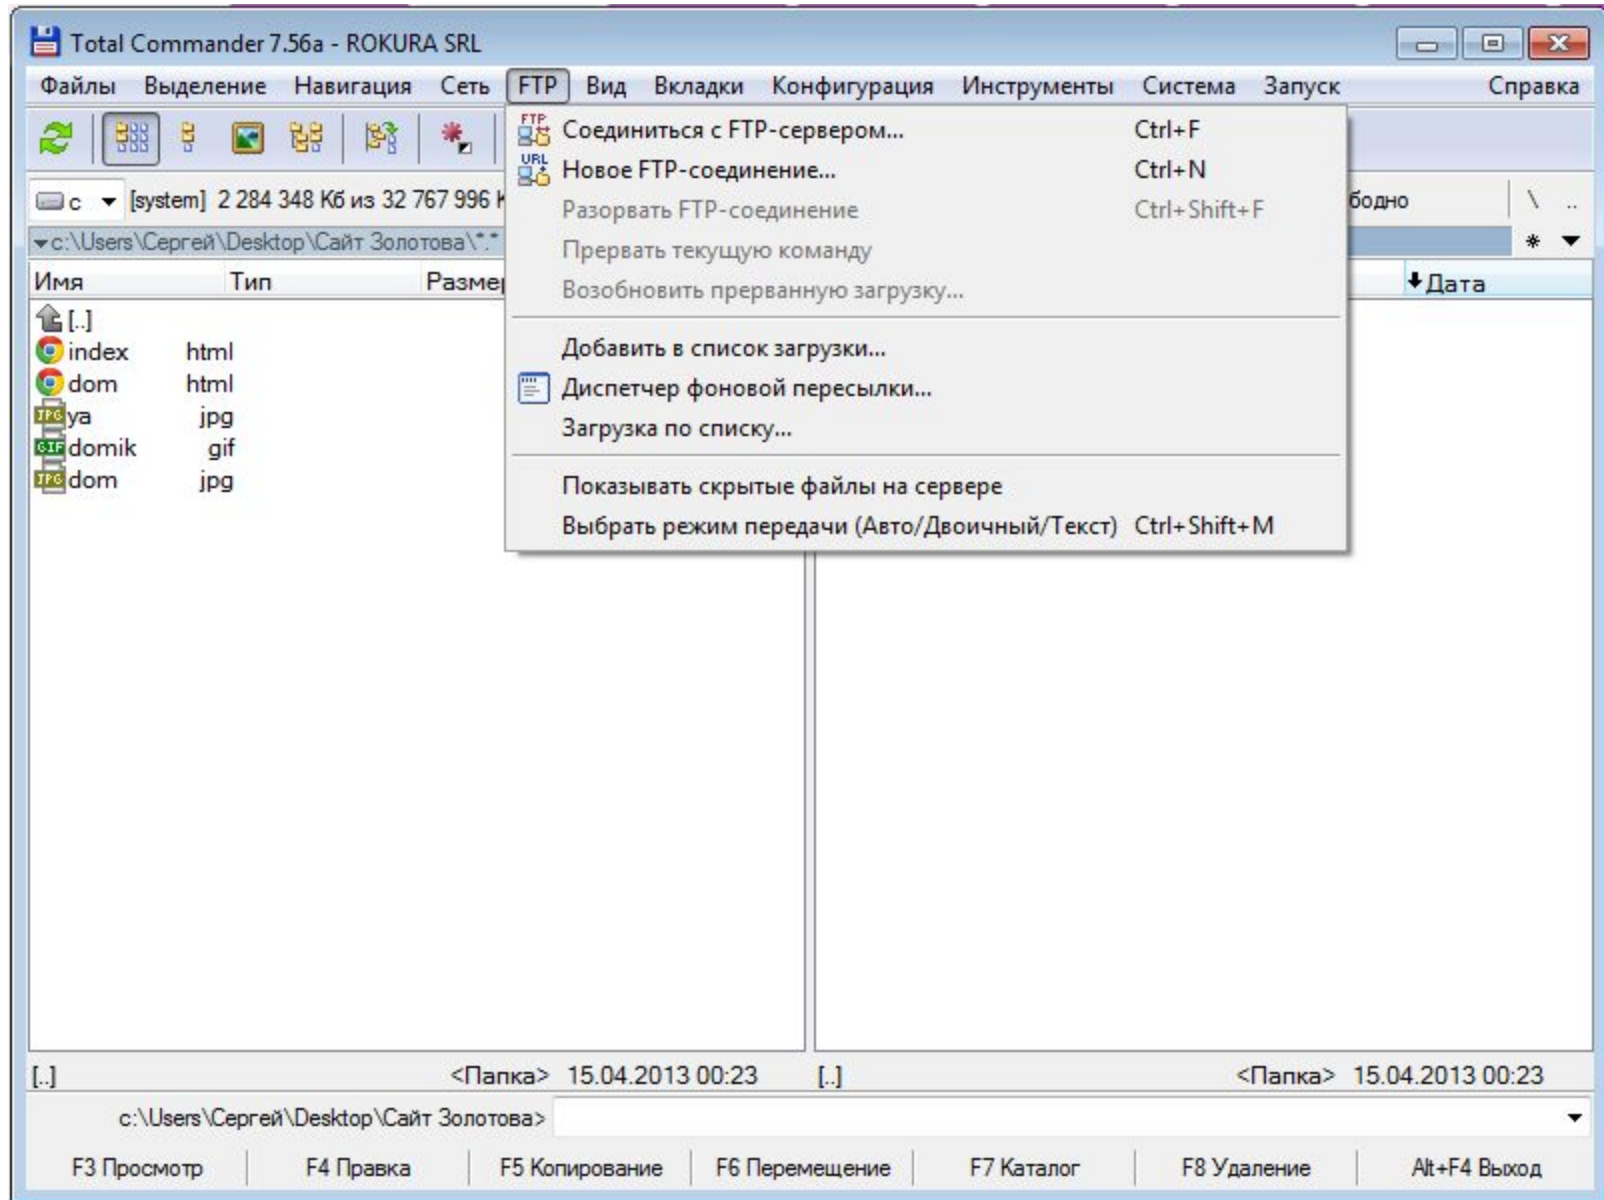 Total Commander 7.56a - ROKURA SRL
Файлы Выделение Навигация Сеть FTP Вид Вкладки Конфигурация Инструменты Система Запуск Справка
FTP Соединиться с FTP-сервером... Ctrl+F
URL Новое FTP-соединение... Ctrl+N
Разорвать FTP-соединение Ctrl+Shift+F
Прервать текущую команду
Возобновить прерванную загрузку...
Добавить в список загрузки...
Диспетчер фоновой пересылки...
Загрузка по списку...
Показывать скрытые файлы на сервере
Выбрать режим передачи (Авто/Двоичный/Текст) Ctrl+Shift+M
c [system] 2 284 348 Кб из 32 767 996 бодно \ ..
c:\Users\Сергей\Desktop\Сайт Золотова\*.* *
Имя Тип Размер Дата
[..]
index html
dom html
JPG ya jpg
GIF domik gif
JPG dom jpg
[..] <Папка> 15.04.2013 00:23 [..] <Папка> 15.04.2013 00:23
c:\Users\Сергей\Desktop\Сайт Золотова>
F3 Просмотр F4 Правка F5 Копирование F6 Перемещение F7 Каталог F8 Удаление Alt+F4 Выход